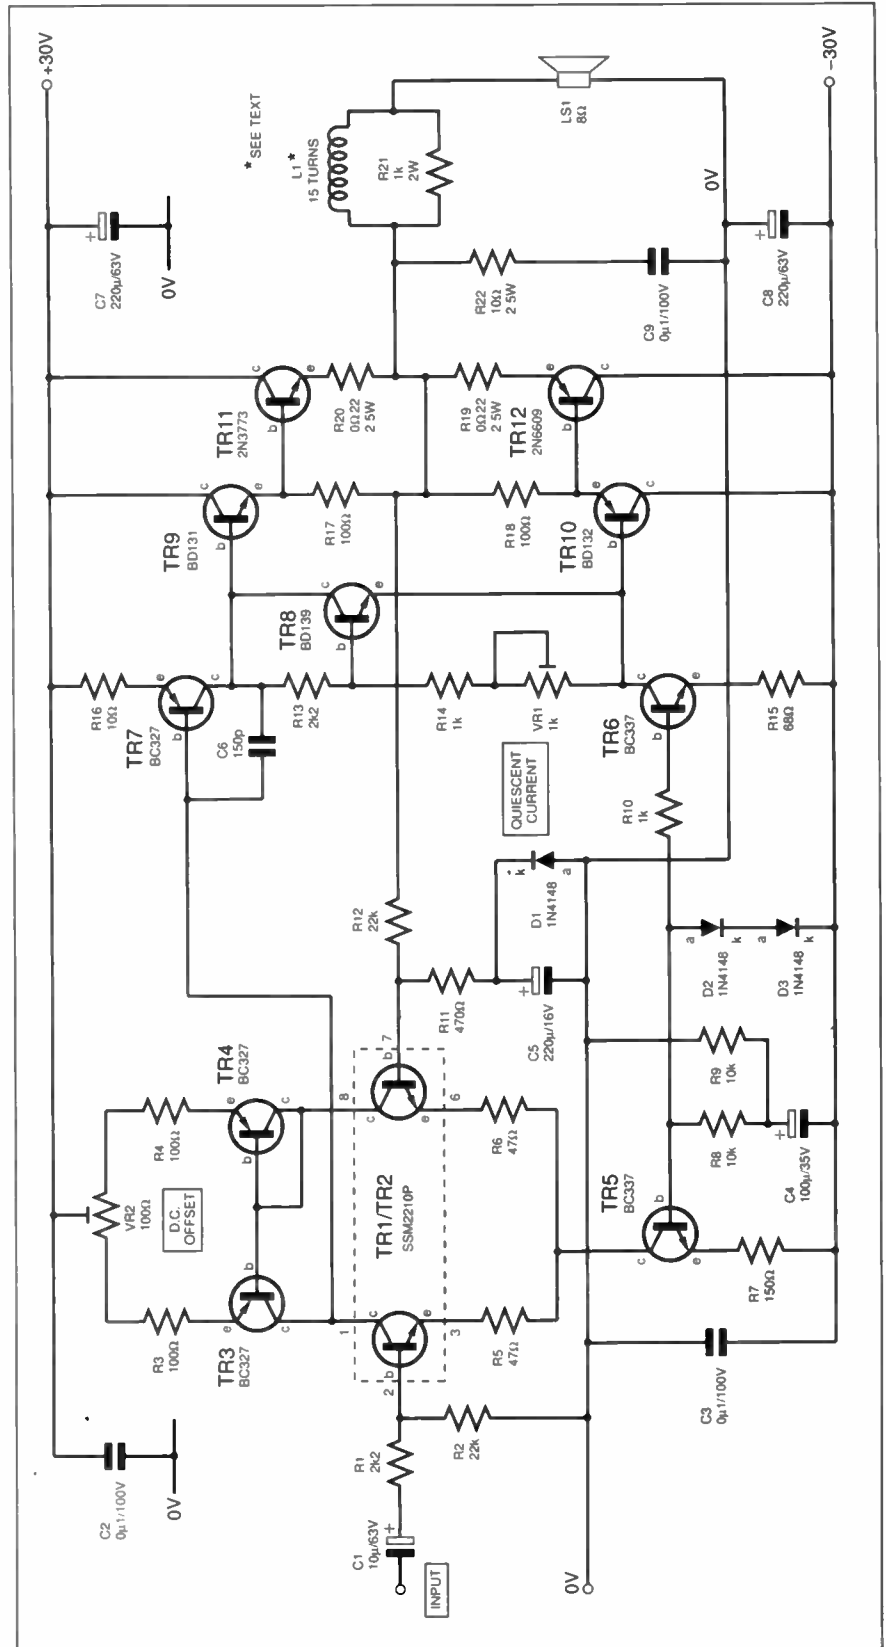 +30V
C7
220µ/63V
0V
* SEE TEXT
L1*
15 TURNS
R21
1k
2W
LS1
8Ω
0V
C8
220µ/63V
−30V
R22
10Ω
2 5W
C9
0µ1/100V
TR11
2N3773
c
b
e
R20
0Ω22
2 5W
R19
0Ω22
2 5W
TR12
2N6609
e
b
c
TR9
BD131
c
b
e
R17
100Ω
R18
100Ω
TR10
BD132
e
b
c
TR8
BD139
c
b
e
R16
10Ω
TR7
BC327
e
b
c
C6
150p
R13
2k2
R14
1k
VR1
1k
QUIESCENT
CURRENT
TR6
BC337
c
b
e
R15
68Ω
R10
1k
R12
22k
R11
470Ω
D1
1N4148
k
a
C5
220µ/16V
+
D2
1N4148
a
k
D3
1N4148
a
k
R9
10k
R8
10k
C4
100µ/35V
+
VR2
100Ω
D.C.
OFFSET
R4
100Ω
TR4
BC327
e
b
c
R3
100Ω
TR3
BC327
e
b
c
TR1/TR2
SSM2210P
8
c
b
7
e
6
1
c
2
b
e
3
R6
47Ω
R5
47Ω
TR5
BC337
c
b
e
R7
150Ω
C3
0µ1/100V
C2
0µ1/100V
0V
R1
2k2
R2
22k
C1
10µ/63V
+
INPUT
0V